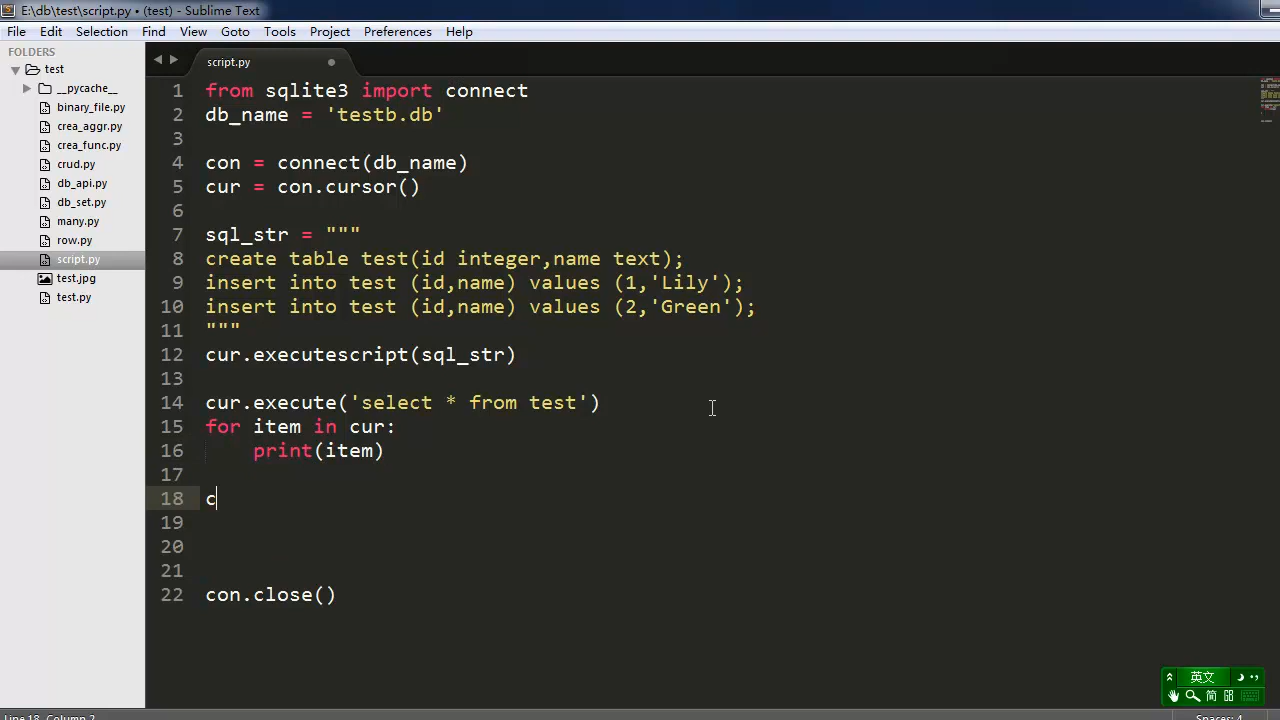 E:\db\test\script.py • (test) - Sublime Text
File Edit Selection Find View Goto Tools Project Preferences Help
FOLDERS
test
__pycache__
binary_file.py
crea_aggr.py
crea_func.py
crud.py
db_api.py
db_set.py
many.py
row.py
script.py
test.jpg
test.py
script.py
1 from sqlite3 import connect
2 db_name = 'testb.db'
3
4 con = connect(db_name)
5 cur = con.cursor()
6
7 sql_str = """
8 create table test(id integer,name text);
9 insert into test (id,name) values (1,'Lily');
10 insert into test (id,name) values (2,'Green');
11 """
12 cur.executescript(sql_str)
13
14 cur.execute('select * from test')
15 for item in cur:
16 print(item)
17
18 c
19
20
21
22 con.close()
英文
简
Line 18, Column 2
Spaces: 4